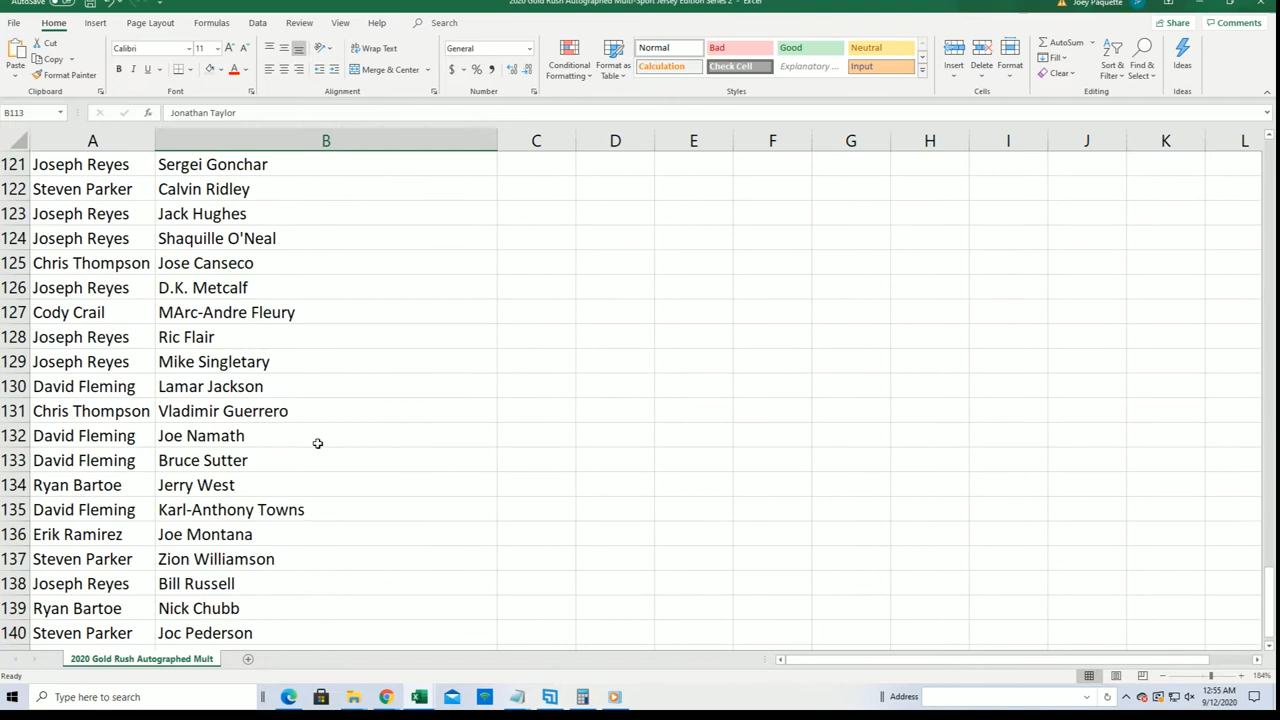 AutoSave 2020 Gold Rush Autographed Multi-Sport Jersey Edition Series 2 - Excel Joey Paquette JP
File Home Insert Page Layout Formulas Data Review View Help Search Share Comments
Paste Cut Copy Format Painter Clipboard
Calibri 11 B I U A Font
Wrap Text Merge & Center Alignment
General $ % , Number
Conditional Formatting Format as Table
Normal Bad Good Neutral
Calculation Check Cell Explanatory ... Input
Styles
Insert Delete Format Cells
AutoSum Fill Clear Sort & Filter Find & Select Editing
Ideas Ideas
B113 fx Jonathan Taylor
A B C D E F G H I J K L
121 Joseph Reyes Sergei Gonchar
122 Steven Parker Calvin Ridley
123 Joseph Reyes Jack Hughes
124 Joseph Reyes Shaquille O'Neal
125 Chris Thompson Jose Canseco
126 Joseph Reyes D.K. Metcalf
127 Cody Crail MArc-Andre Fleury
128 Joseph Reyes Ric Flair
129 Joseph Reyes Mike Singletary
130 David Fleming Lamar Jackson
131 Chris Thompson Vladimir Guerrero
132 David Fleming Joe Namath
133 David Fleming Bruce Sutter
134 Ryan Bartoe Jerry West
135 David Fleming Karl-Anthony Towns
136 Erik Ramirez Joe Montana
137 Steven Parker Zion Williamson
138 Joseph Reyes Bill Russell
139 Ryan Bartoe Nick Chubb
140 Steven Parker Joc Pederson
2020 Gold Rush Autographed Mult
Ready 184%
Type here to search Address 12:55 AM
9/12/2020